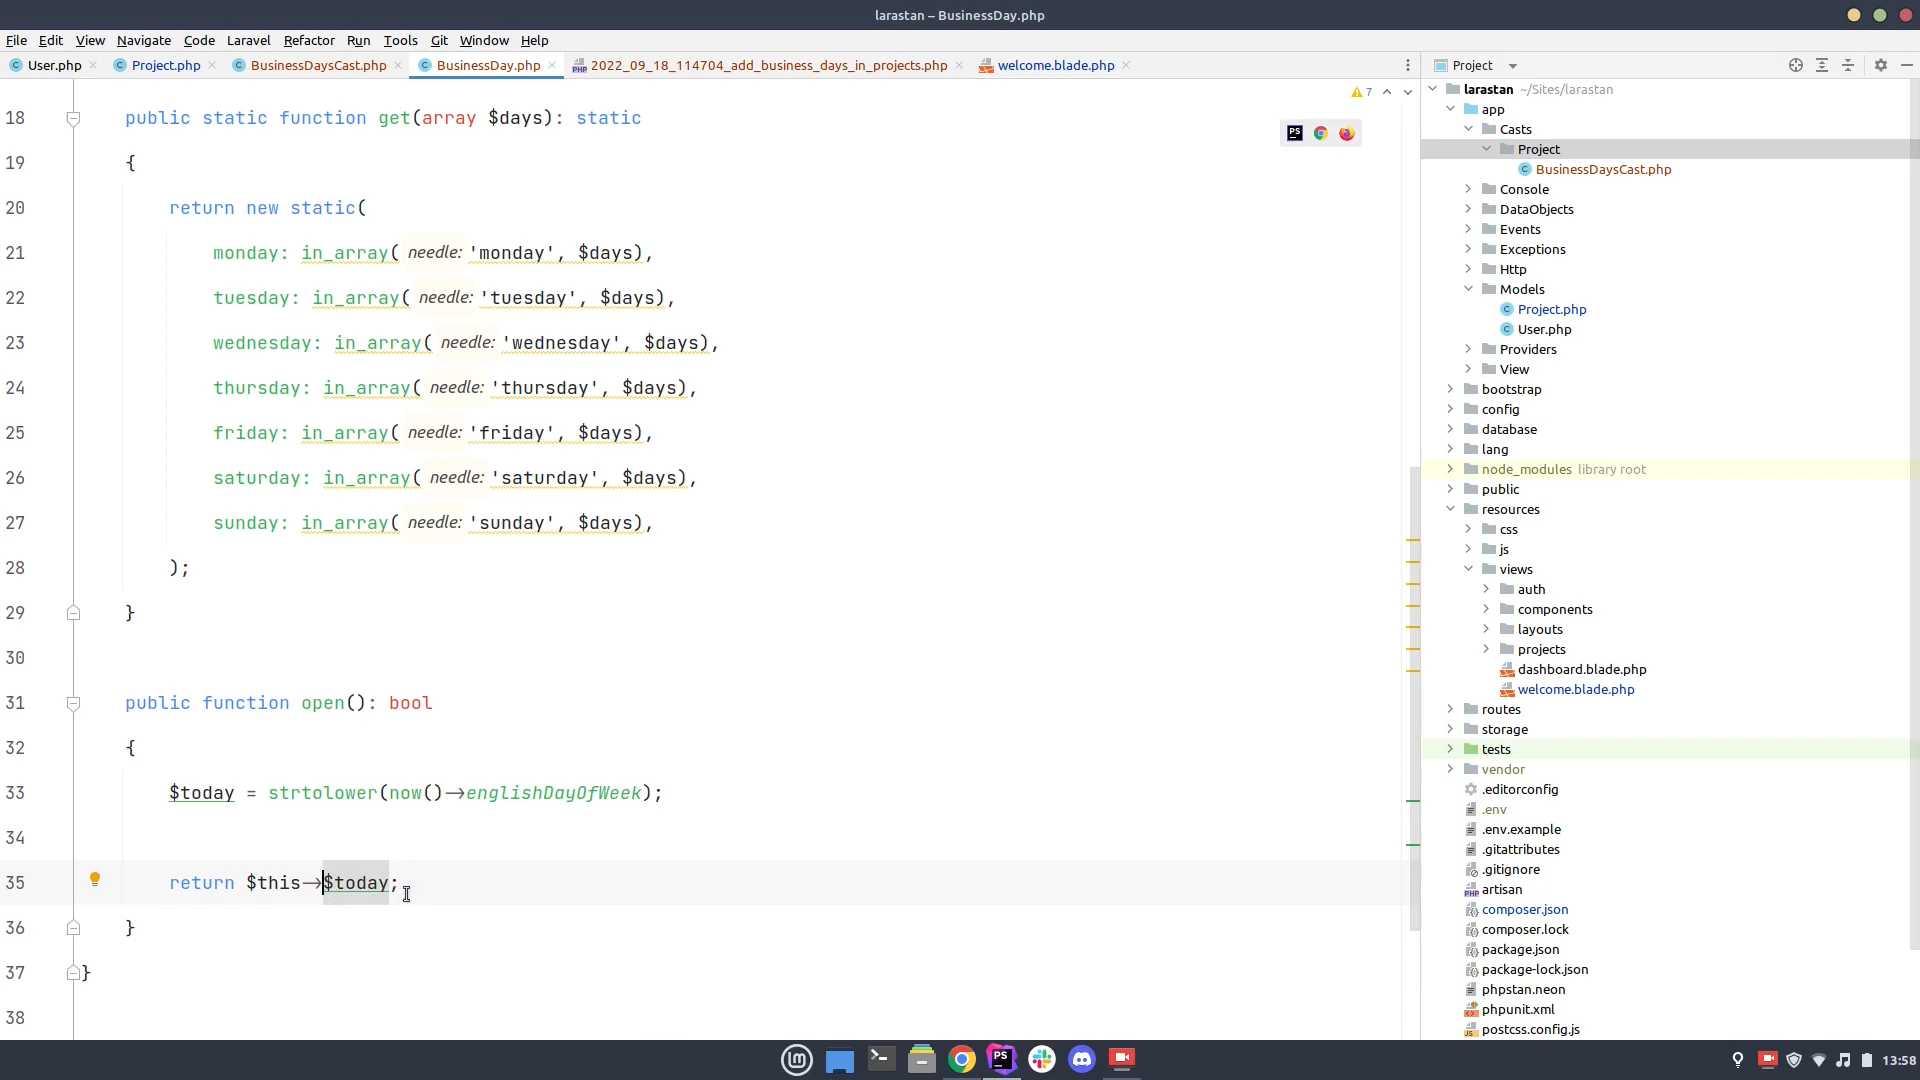 larastan – BusinessDay.php
File Edit View Navigate Code Laravel Refactor Run Tools Git Window Help
User.php Project.php BusinessDaysCast.php BusinessDay.php 2022_09_18_114704_add_business_days_in_projects.php welcome.blade.php Project
7
18 public static function get(array $days): static
19 {
20 return new static(
21 monday: in_array( needle: 'monday', $days),
22 tuesday: in_array( needle: 'tuesday', $days),
23 wednesday: in_array( needle: 'wednesday', $days),
24 thursday: in_array( needle: 'thursday', $days),
25 friday: in_array( needle: 'friday', $days),
26 saturday: in_array( needle: 'saturday', $days),
27 sunday: in_array( needle: 'sunday', $days),
28 );
29 }
30
31 public function open(): bool
32 {
33 $today = strtolower(now()->englishDayOfWeek);
34
35 return $this->$today;
36 }
37 }
38
larastan ~/Sites/larastan
app
Casts
Project
BusinessDaysCast.php
Console
DataObjects
Events
Exceptions
Http
Models
Project.php
User.php
Providers
View
bootstrap
config
database
lang
node_modules library root
public
resources
css
js
views
auth
components
layouts
projects
dashboard.blade.php
welcome.blade.php
routes
storage
tests
vendor
.editorconfig
.env
.env.example
.gitattributes
.gitignore
artisan
composer.json
composer.lock
package.json
package-lock.json
phpstan.neon
phpunit.xml
postcss.config.js
13:58